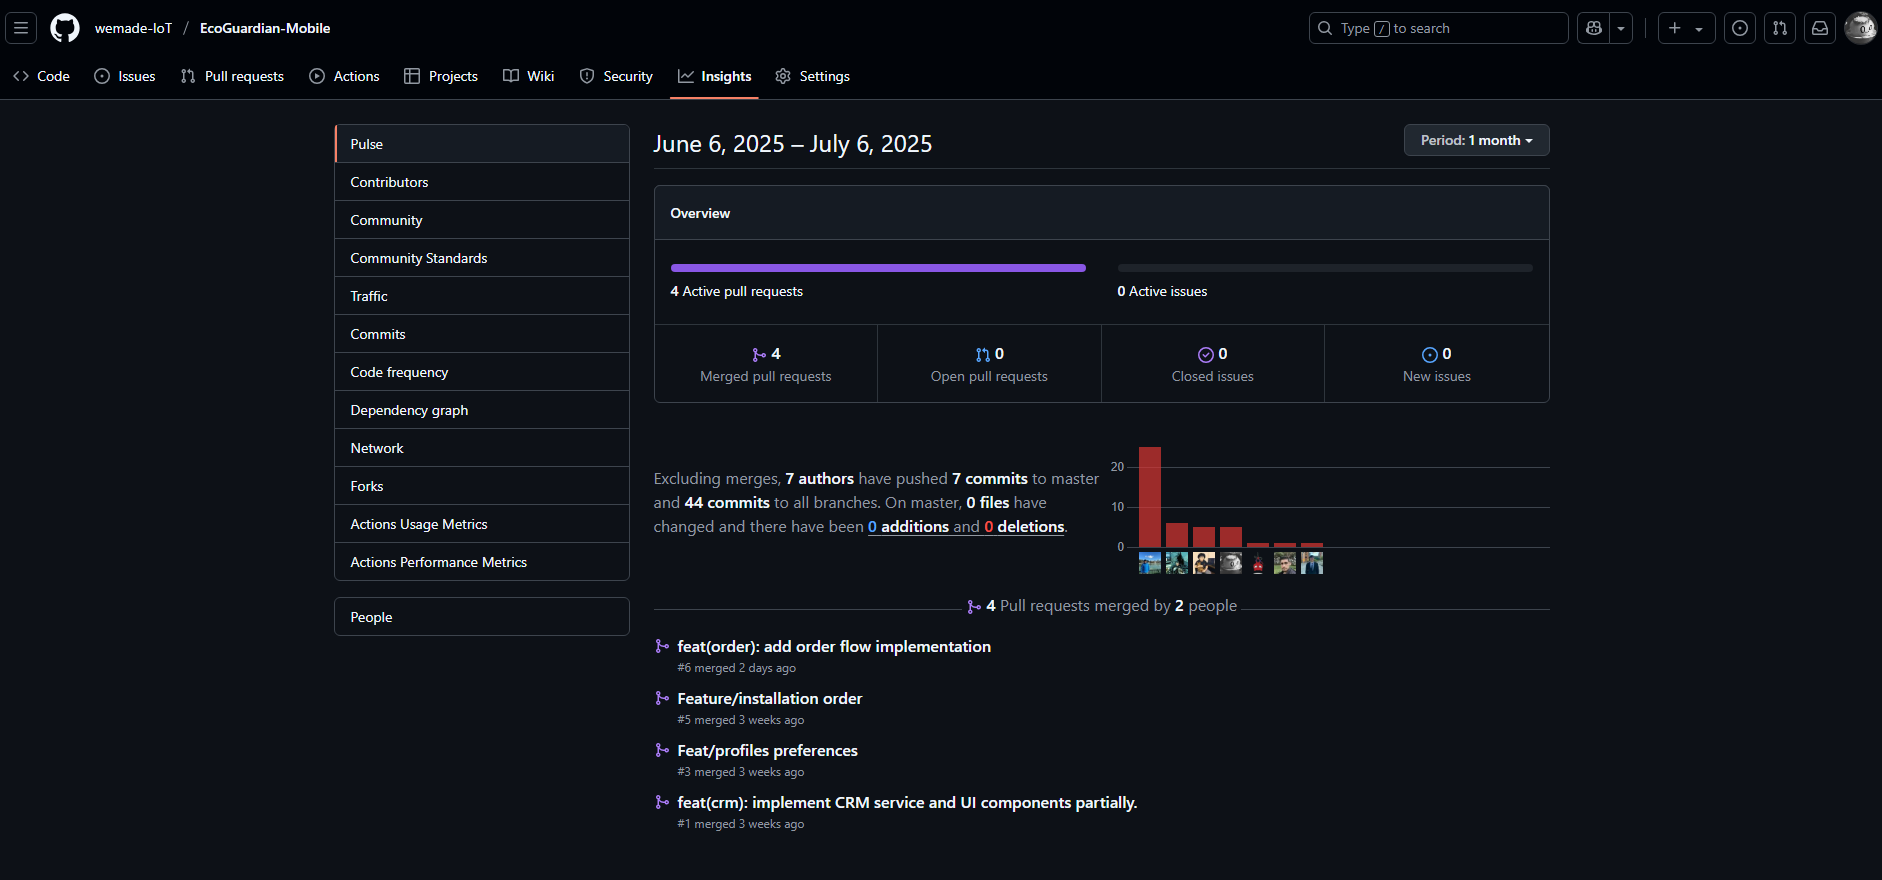 wemade-IoT / EcoGuardian-Mobile
Type / to search
Code
Issues
Pull requests
Actions
Projects
Wiki
Security
Insights
Settings
Pulse
Contributors
Community
Community Standards
Traffic
Commits
Code frequency
Dependency graph
Network
Forks
Actions Usage Metrics
Actions Performance Metrics
People
June 6, 2025 – July 6, 2025
Period: 1 month
Overview
4 Active pull requests
0 Active issues
4
Merged pull requests
0
Open pull requests
0
Closed issues
0
New issues
Excluding merges, 7 authors have pushed 7 commits to master
and 44 commits to all branches. On master, 0 files have
changed and there have been 0 additions and 0 deletions.
20
10
0
4 Pull requests merged by 2 people
feat(order): add order flow implementation
#6 merged 2 days ago
Feature/installation order
#5 merged 3 weeks ago
Feat/profiles preferences
#3 merged 3 weeks ago
feat(crm): implement CRM service and UI components partially.
#1 merged 3 weeks ago